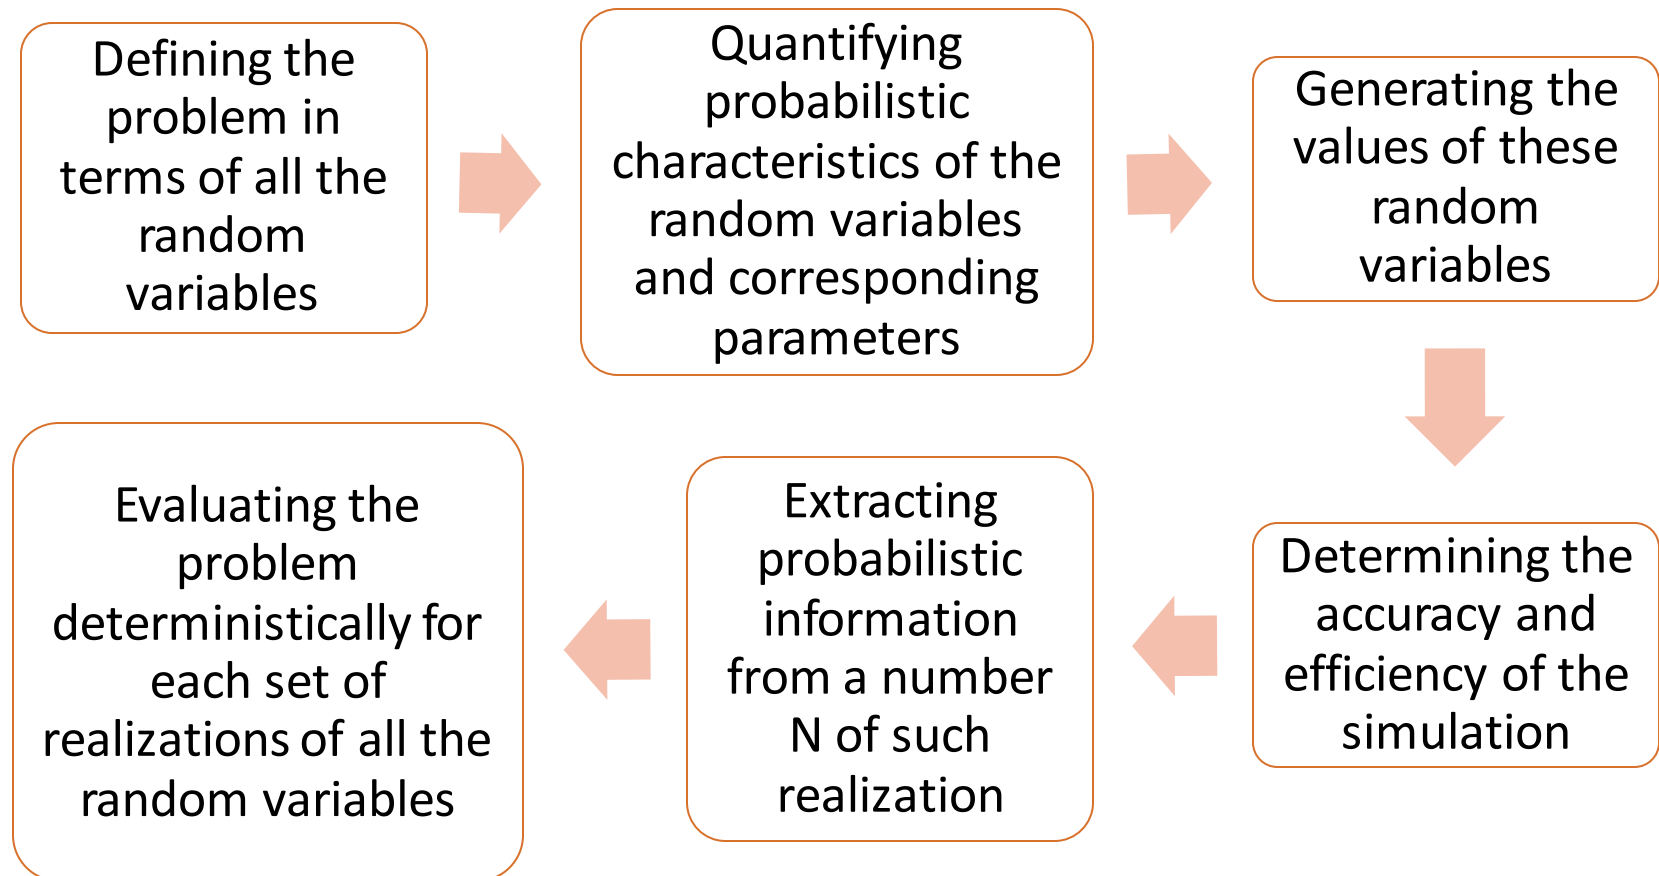 Defining the
problem in
terms of all the
random
variables
Quantifying
probabilistic
characteristics of the
random variables
and corresponding
parameters
Generating the
values of these
random
variables
Determining the
accuracy and
efficiency of the
simulation
Extracting
probabilistic
information
from a number
N of such
realization
Evaluating the
problem
deterministically for
each set of
realizations of all the
random variables